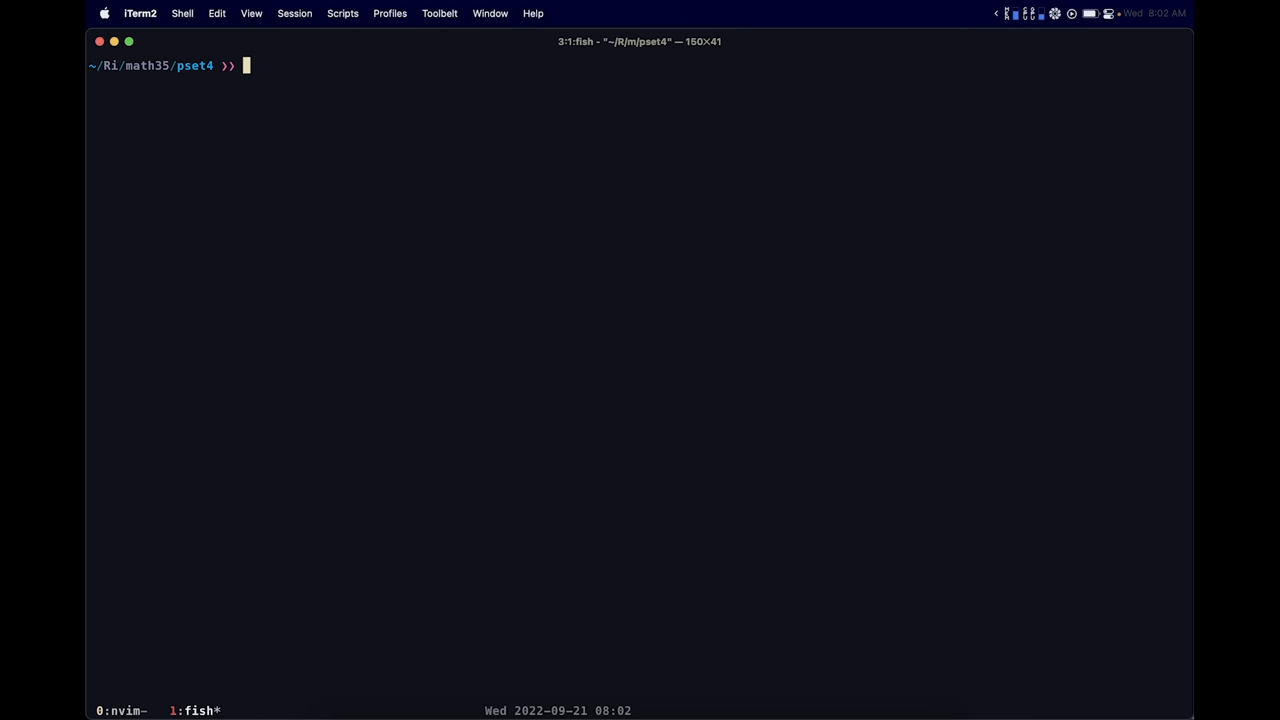 iTerm2 Shell Edit View Session Scripts Profiles Toolbelt Window Help Wed 8:02 AM
3:1:fish - "~/R/m/pset4" — 150×41
~/Ri/math35/pset4 ❯❯
0:nvim- 1:fish* Wed 2022-09-21 08:02